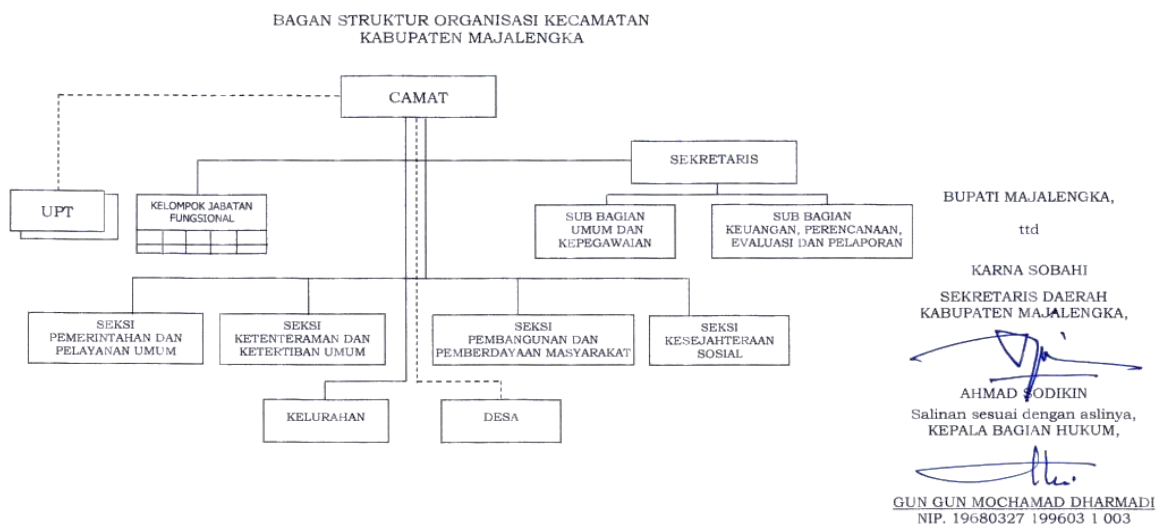 BAGAN STRUKTUR ORGANISASI KECAMATAN
KABUPATEN MAJALENGKA
CAMAT
SEKRETARIS
UPT
KELOMPOK JABATAN
FUNGSIONAL
SUB BAGIAN
UMUM DAN
KEPEGAWAIAN
SUB BAGIAN
KEUANGAN, PERENCANAAN,
EVALUASI DAN PELAPORAN
SEKSI
PEMERINTAHAN DAN
PELAYANAN UMUM
SEKSI
KETENTERAMAN DAN
KETERTIBAN UMUM
SEKSI
PEMBANGUNAN DAN
PEMBERDAYAAN MASYARAKAT
SEKSI
KESEJAHTERAAN
SOSIAL
KELURAHAN
DESA
BUPATI MAJALENGKA,
ttd
KARNA SOBAHI
SEKRETARIS DAERAH
KABUPATEN MAJALENGKA,
AHMAD SODIKIN
Salinan sesuai dengan aslinya,
KEPALA BAGIAN HUKUM,
GUN GUN MOCHAMAD DHARMADI
NIP. 19680327 199603 1 003